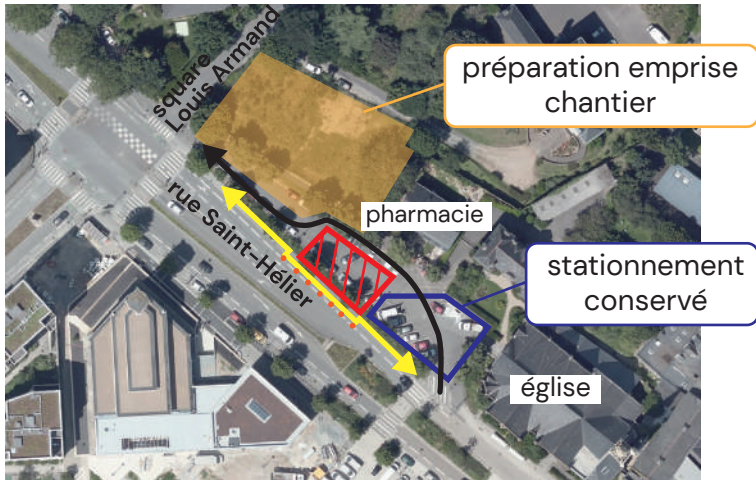 square
Louis Armand
préparation emprise
chantier
rue Saint-Hélier
pharmacie
stationnement
conservé
église